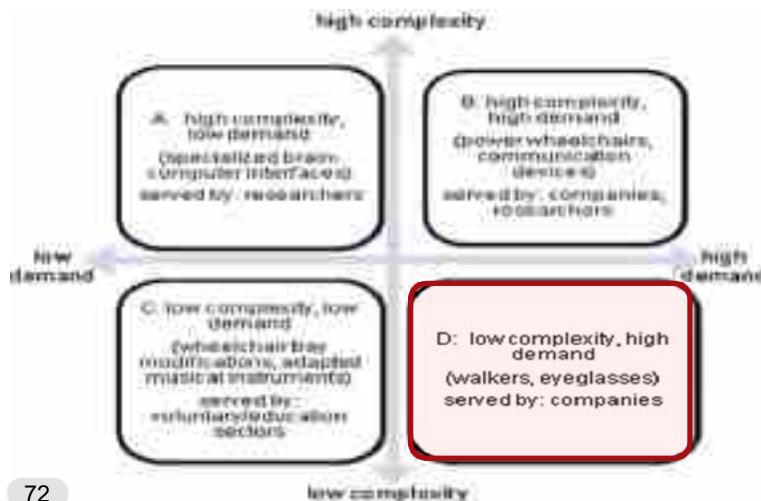 high complexity
A: high complexity,
low demand
(specialized brain-
computer interfaces)
served by: researchers
B: high complexity,
high demand
(power wheelchairs,
communication
devices)
served by: companies,
researchers
low
demand
high
demand
C: low complexity, low
demand
(wheelchair tray
modifications, adapted
musical instruments)
served by:
voluntary/education
sectors
D: low complexity, high
demand
(walkers, eyeglasses)
served by: companies
low complexity
72